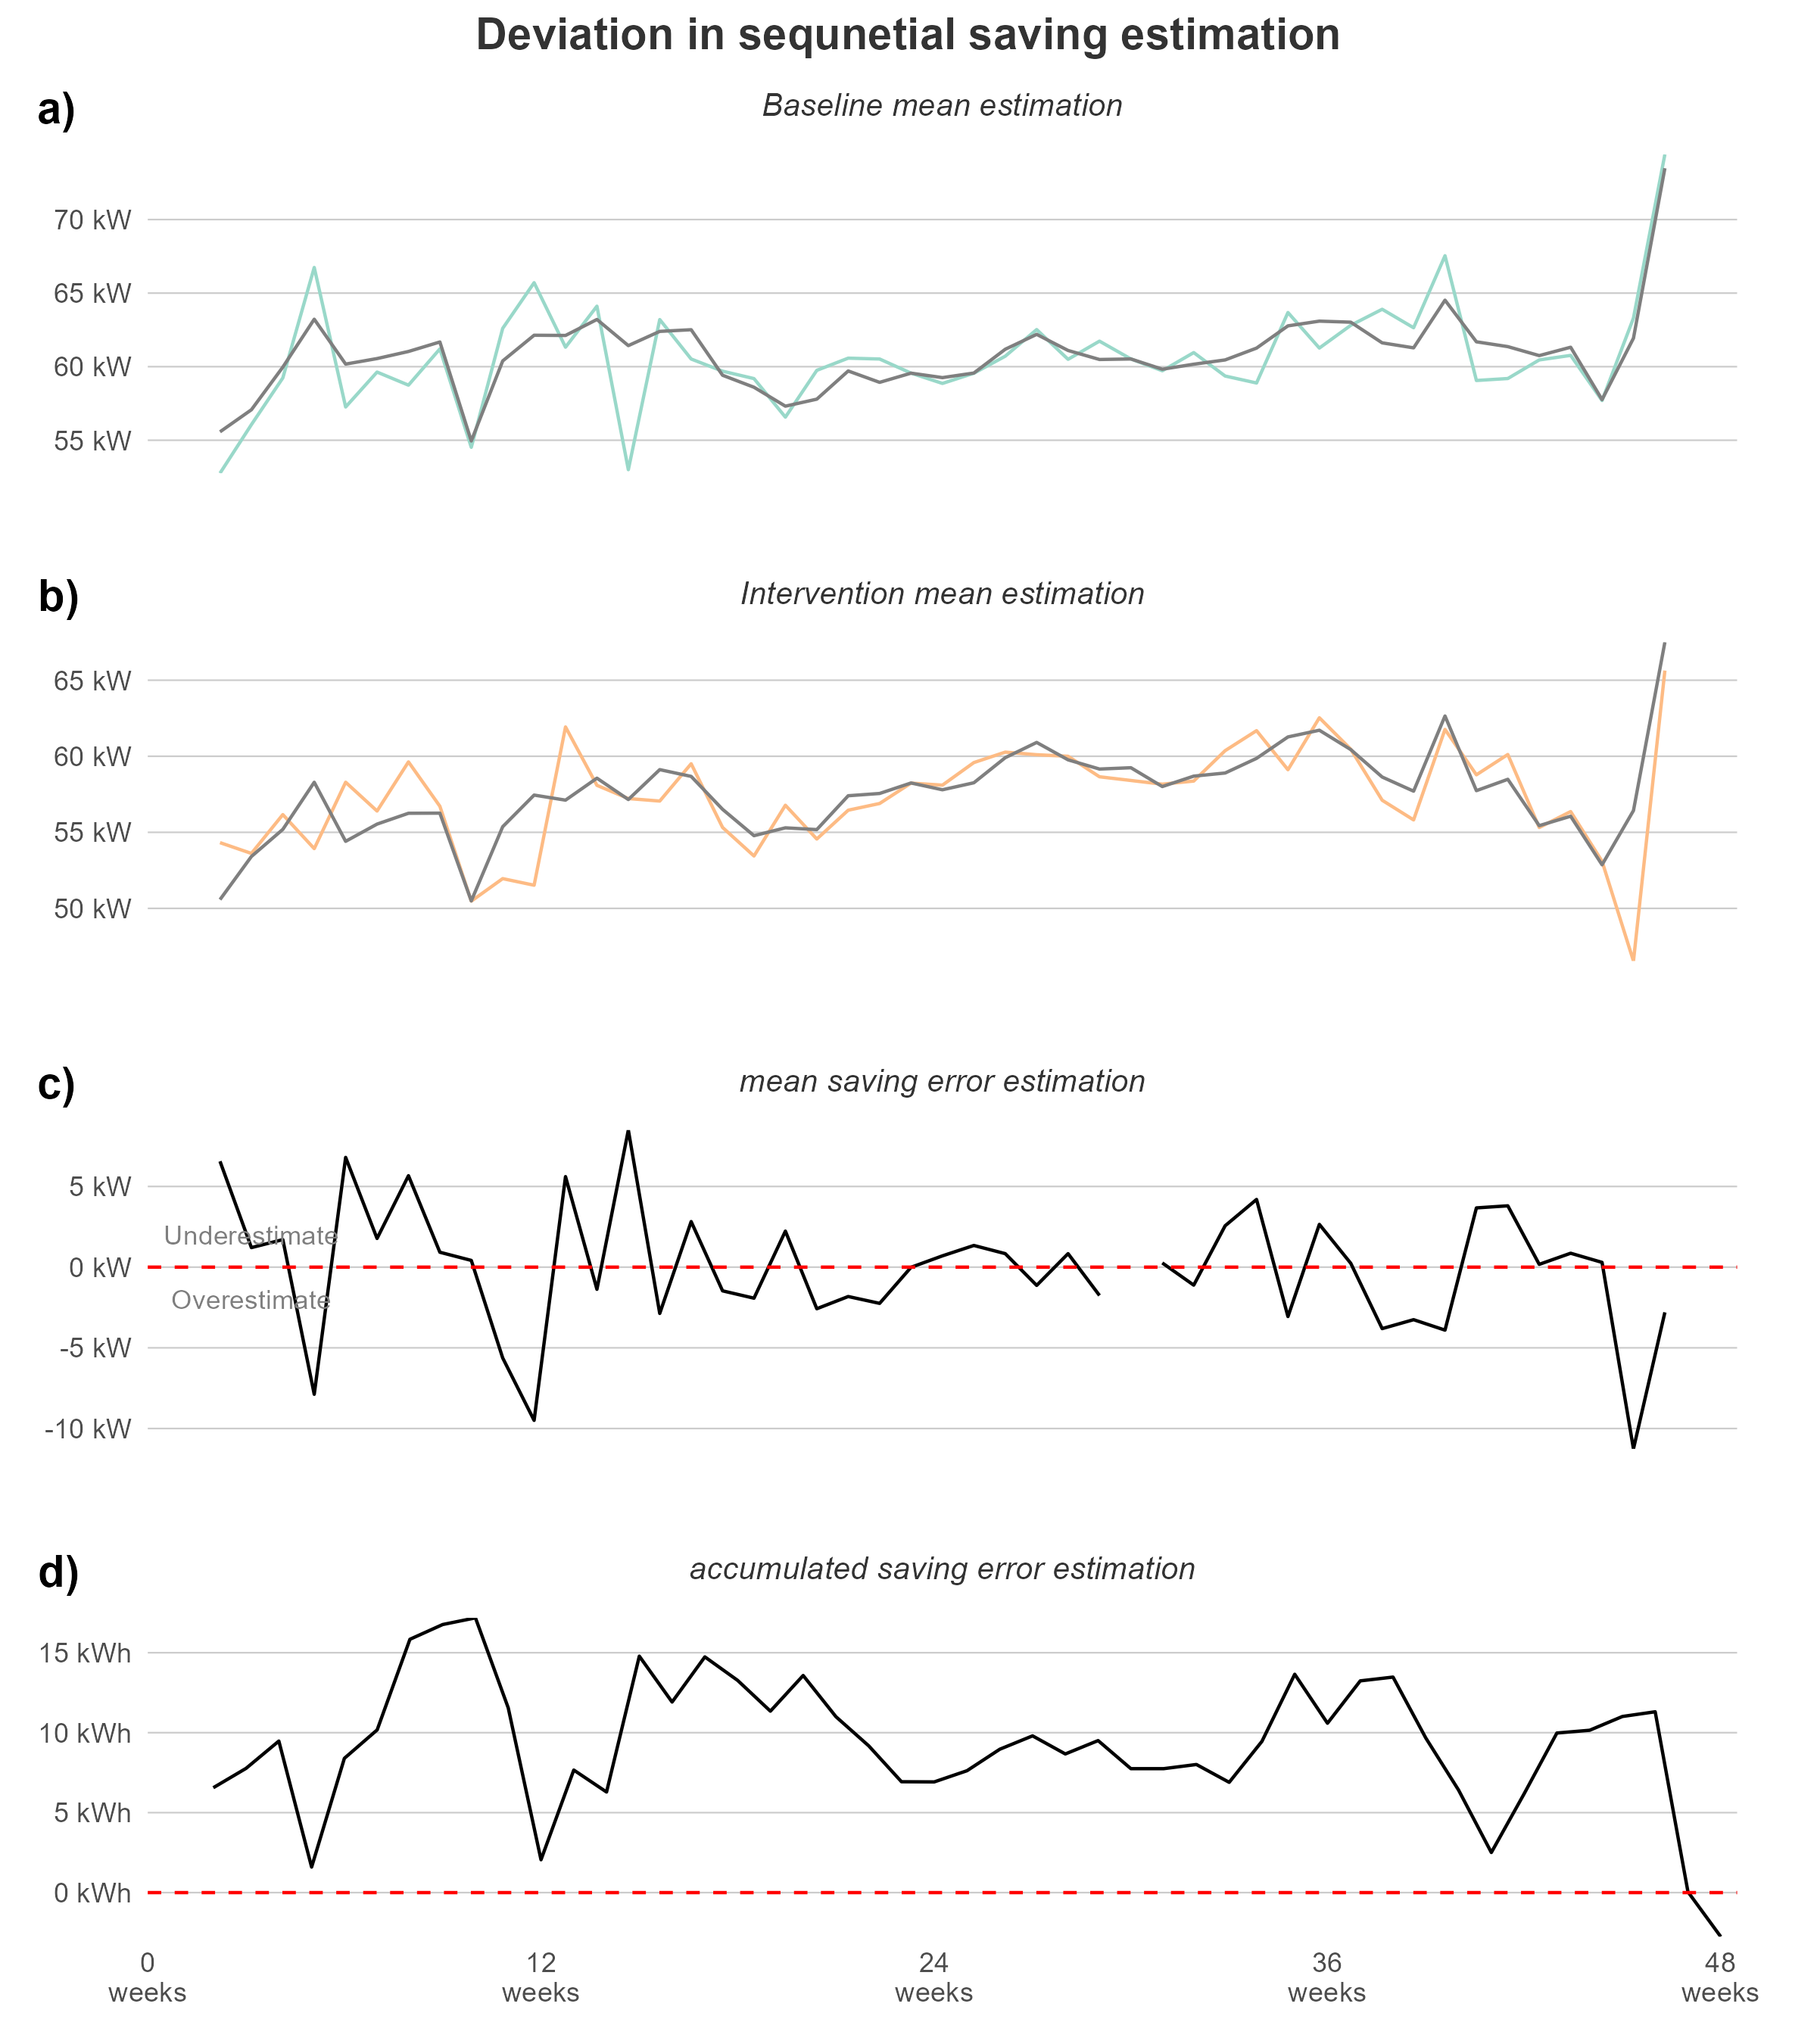 Deviation in sequnetial saving estimation
a)
Baseline mean estimation
70 kW
65 kW
60 kW
55 kW
b)
Intervention mean estimation
65 kW
60 kW
55 kW
50 kW
c)
mean saving error estimation
5 kW
Underestimate
0 kW
Overestimate
-5 kW
-10 kW
d)
accumulated saving error estimation
15 kWh
10 kWh
5 kWh
0 kWh
0 12 24 36 48
weeks weeks weeks weeks weeks